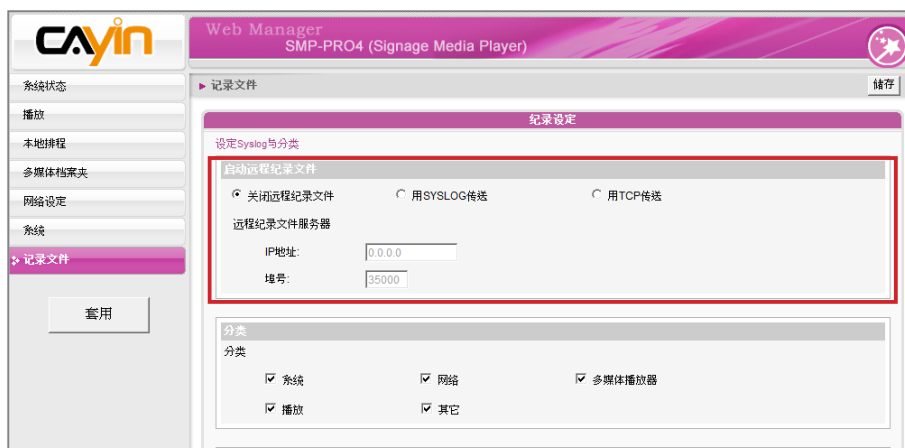 CAYIN
Web Manager
SMP-PRO4 (Signage Media Player)
系统状态
播放
本地排程
多媒体档案夹
网络设定
系统
记录文件
套用
记录文件
储存
纪录设定
设定Syslog与分类
启动远程纪录文件
关闭远程纪录文件 用SYSLOG传送 用TCP传送
远程纪录文件服务器
IP地址: 0.0.0.0
埠号: 35000
分类
分类
系统 网络 多媒体播放器
播放 其它